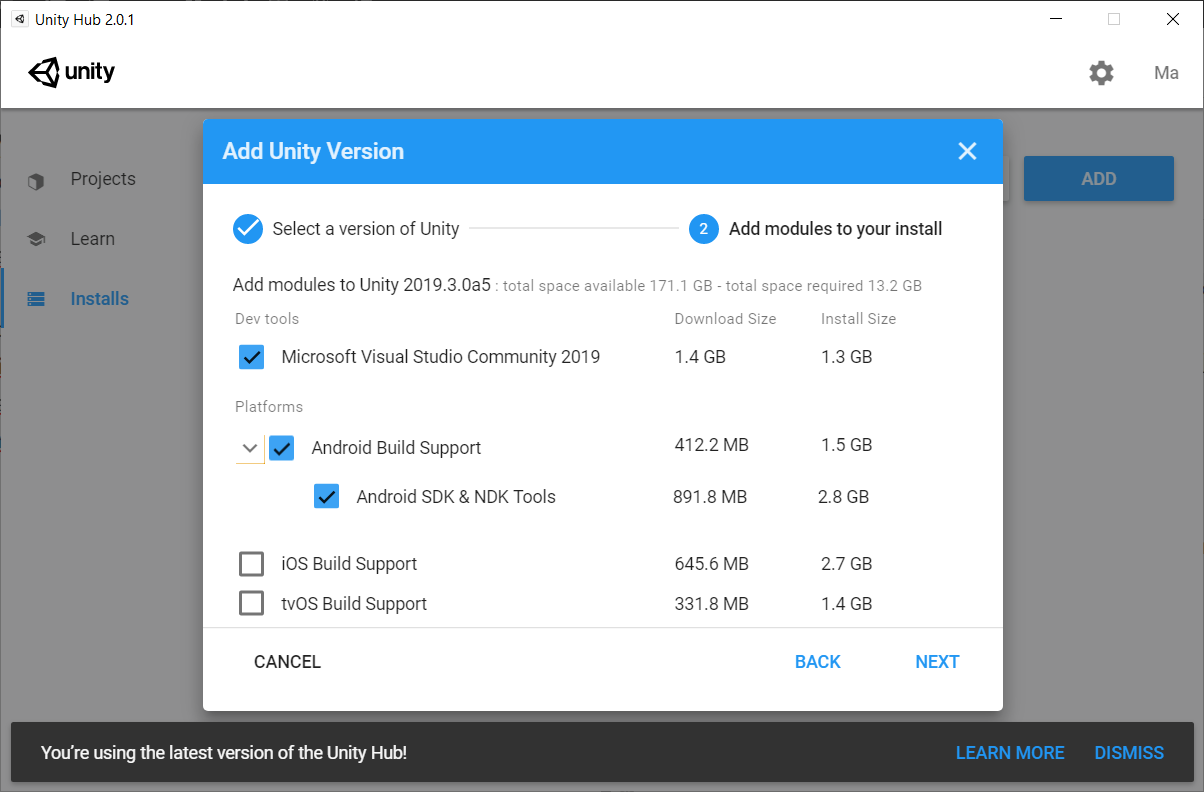 Unity Hub 2.0.1
unity
Ma
Add Unity Version
Projects
ADD
Learn
Select a version of Unity
2
Add modules to your install
Installs
Add modules to Unity 2019.3.0a5 : total space available 171.1 GB - total space required 13.2 GB
Dev tools Download Size Install Size
Microsoft Visual Studio Community 2019 1.4 GB 1.3 GB
Platforms
Android Build Support 412.2 MB 1.5 GB
Android SDK & NDK Tools 891.8 MB 2.8 GB
iOS Build Support 645.6 MB 2.7 GB
tvOS Build Support 331.8 MB 1.4 GB
CANCEL BACK NEXT
You’re using the latest version of the Unity Hub! LEARN MORE DISMISS